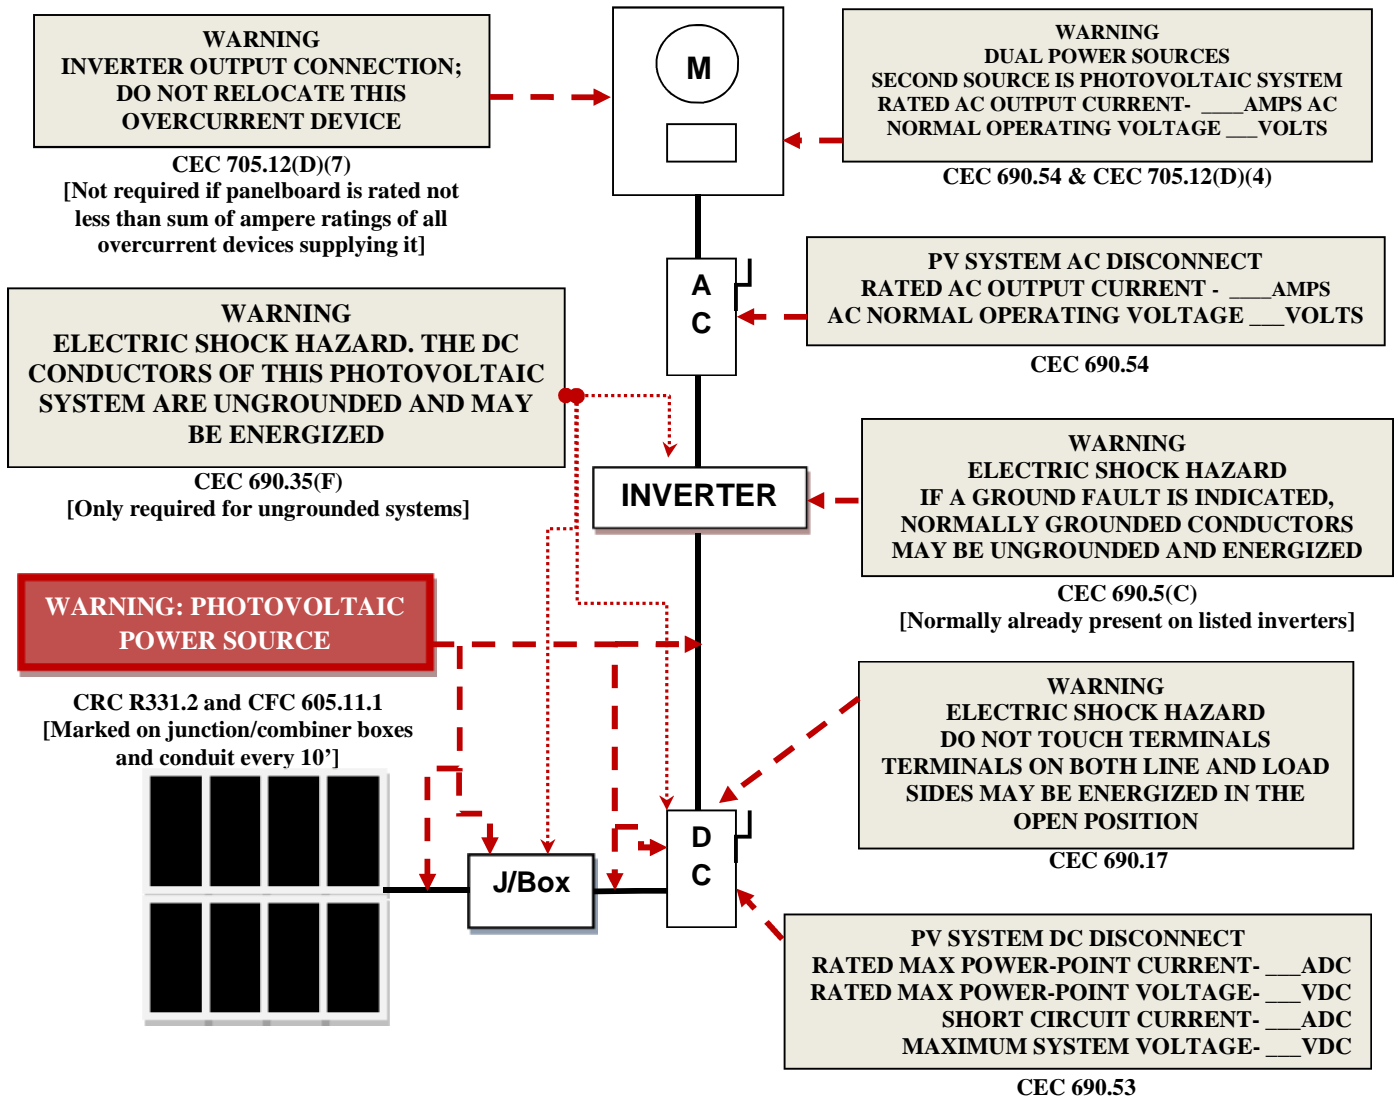 WARNING
INVERTER OUTPUT CONNECTION;
DO NOT RELOCATE THIS
OVERCURRENT DEVICE
CEC 705.12(D)(7)
[Not required if panelboard is rated not
less than sum of ampere ratings of all
overcurrent devices supplying it]
M
WARNING
DUAL POWER SOURCES
SECOND SOURCE IS PHOTOVOLTAIC SYSTEM
RATED AC OUTPUT CURRENT- ____AMPS AC
NORMAL OPERATING VOLTAGE ___VOLTS
CEC 690.54 & CEC 705.12(D)(4)
A
C
PV SYSTEM AC DISCONNECT
RATED AC OUTPUT CURRENT - ____AMPS
AC NORMAL OPERATING VOLTAGE ___VOLTS
CEC 690.54
WARNING
ELECTRIC SHOCK HAZARD. THE DC
CONDUCTORS OF THIS PHOTOVOLTAIC
SYSTEM ARE UNGROUNDED AND MAY
BE ENERGIZED
CEC 690.35(F)
[Only required for ungrounded systems]
INVERTER
WARNING
ELECTRIC SHOCK HAZARD
IF A GROUND FAULT IS INDICATED,
NORMALLY GROUNDED CONDUCTORS
MAY BE UNGROUNDED AND ENERGIZED
CEC 690.5(C)
[Normally already present on listed inverters]
WARNING: PHOTOVOLTAIC
POWER SOURCE
CRC R331.2 and CFC 605.11.1
[Marked on junction/combiner boxes
and conduit every 10’]
WARNING
ELECTRIC SHOCK HAZARD
DO NOT TOUCH TERMINALS
TERMINALS ON BOTH LINE AND LOAD
SIDES MAY BE ENERGIZED IN THE
OPEN POSITION
CEC 690.17
J/Box
D
C
PV SYSTEM DC DISCONNECT
RATED MAX POWER-POINT CURRENT- ___ADC
RATED MAX POWER-POINT VOLTAGE- ___VDC
SHORT CIRCUIT CURRENT- ___ADC
MAXIMUM SYSTEM VOLTAGE- ___VDC
CEC 690.53